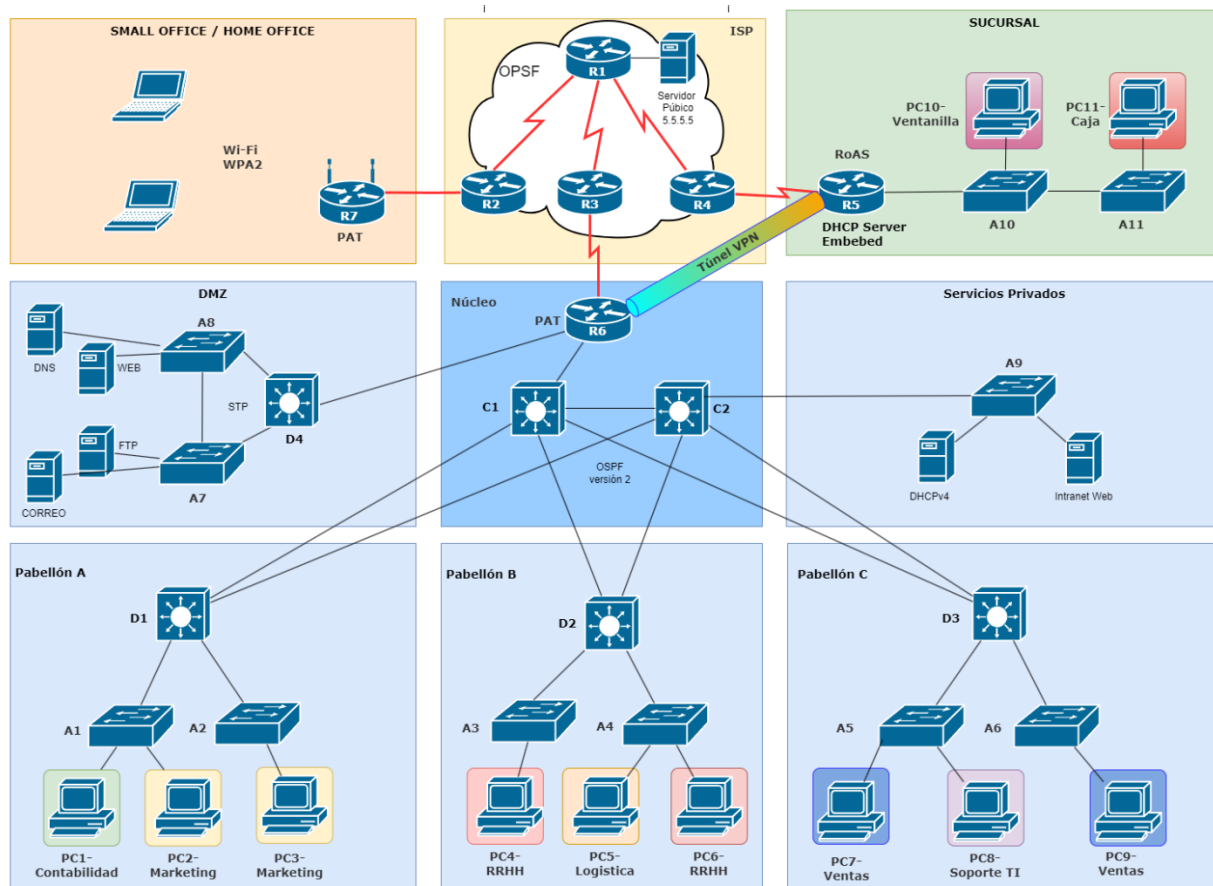 SMALL OFFICE / HOME OFFICE
Wi-Fi
WPA2
R7
PAT
ISP
OPSF
R1
Servidor
Púbico
5.5.5.5
R2
R3
R4
SUCURSAL
PC10-
Ventanilla
PC11-
Caja
RoAS
R5
DHCP Server
Embebed
A10
A11
Túnel VPN
DMZ
A8
DNS
WEB
STP
D4
FTP
A7
CORREO
Núcleo
PAT
R6
C1
C2
OSPF
versión 2
Servicios Privados
A9
DHCPv4
Intranet Web
Pabellón A
D1
A1
A2
PC1-
Contabilidad
PC2-
Marketing
PC3-
Marketing
Pabellón B
D2
A3
A4
PC4-
RRHH
PC5-
Logistica
PC6-
RRHH
Pabellón C
D3
A5
A6
PC7-
Ventas
PC8-
Soporte TI
PC9-
Ventas